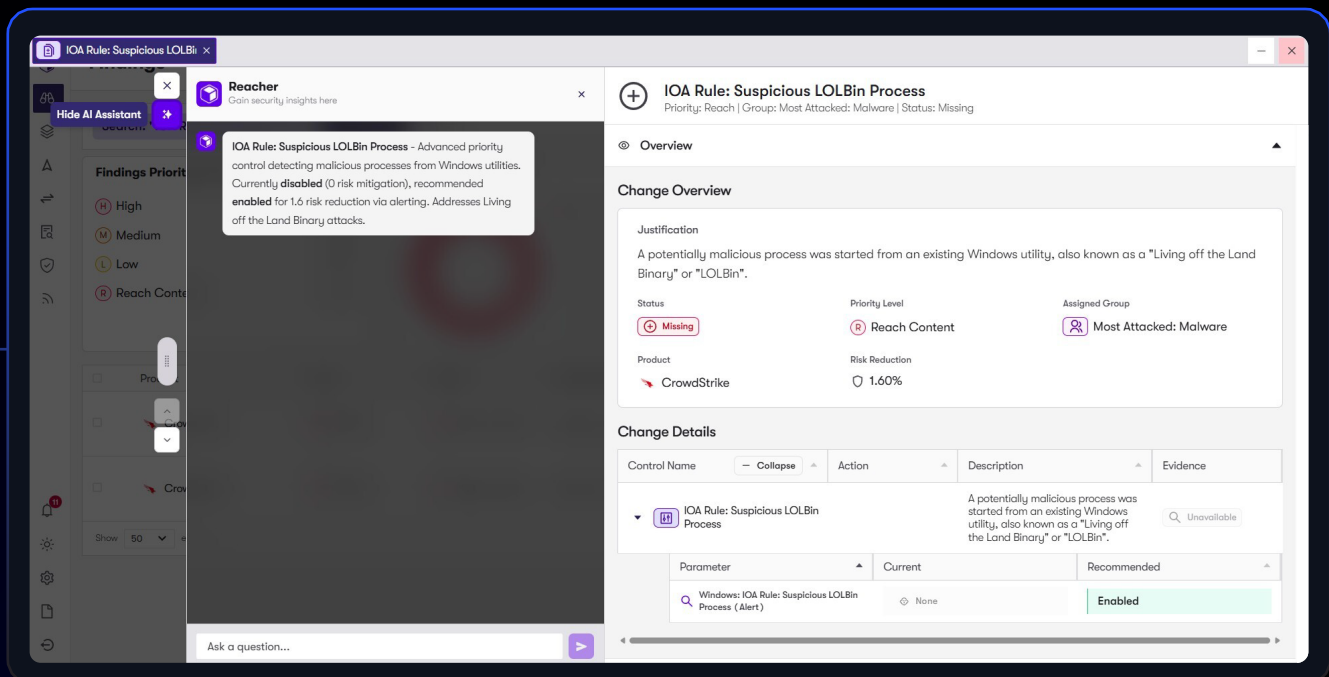 IOA Rule: Suspicious LOLBi
Findings
Hide AI Assistant
Findings Priorit
H High
M Medium
L Low
R Reach Conte
Crow
Crow
Show 50
11
Reacher
Gain security insights here
IOA Rule: Suspicious LOLBin Process - Advanced priority
control detecting malicious processes from Windows utilities.
Currently disabled (0 risk mitigation), recommended
enabled for 1.6 risk reduction via alerting. Addresses Living
off the Land Binary attacks.
Ask a question...
IOA Rule: Suspicious LOLBin Process
Priority: Reach | Group: Most Attacked: Malware | Status: Missing
Overview
Change Overview
Justification
A potentially malicious process was started from an existing Windows utility, also known as a "Living off the Land
Binary" or "LOLBin".
Status Priority Level Assigned Group
Missing R Reach Content Most Attacked: Malware
Product Risk Reduction
CrowdStrike 1.60%
Change Details
Control Name Collapse Action Description Evidence
IOA Rule: Suspicious LOLBin
Process
A potentially malicious process was
started from an existing Windows
utility, also known as a "Living off
the Land Binary" or "LOLBin".
Unavailable
Parameter Current Recommended
Windows: IOA Rule: Suspicious LOLBin
Process (Alert)
None Enabled